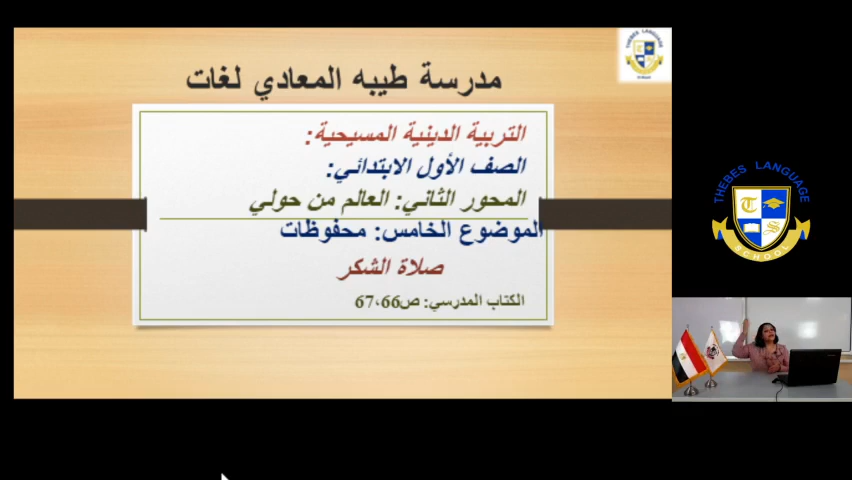 مدرسة طيبه المعادي لغات
التربية الدينية المسيحية:
الصف الأول الابتدائي:
المحور الثاني: العالم من حولي
الموضوع الخامس: محفوظات
صلاة الشكر
الكتاب المدرسي: ص66،67
THEBES LANGUAGE
SCHOOL